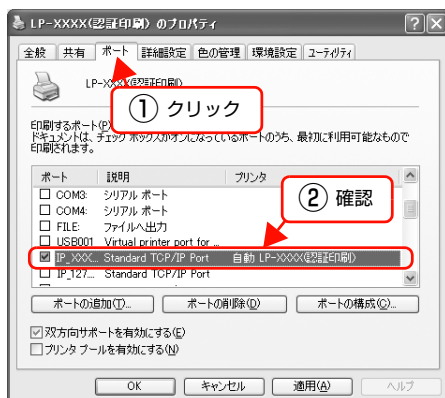 LP-XXXX(認証印刷) のプロパティ
全般 共有 ポート 詳細設定 色の管理 環境設定 ユーティリティ
LP-XXXX(認証印刷)
① クリック
印刷するポート(P)
ドキュメントは、チェック ボックスがオンになっているポートのうち、最初に利用可能なもので
印刷されます。
ポート 説明 プリンタ
② 確認
COM3: シリアル ポート
COM4: シリアル ポート
FILE: ファイルへ出力
USB001 Virtual printer port for ...
IP_XXX... Standard TCP/IP Port 自動 LP-XXXX(認証印刷)
IP_127... Standard TCP/IP Port
ポートの追加(T)... ポートの削除(D) ポートの構成(C)...
双方向サポートを有効にする(E)
プリンタ プールを有効にする(N)
OK キャンセル 適用(A) ヘルプ